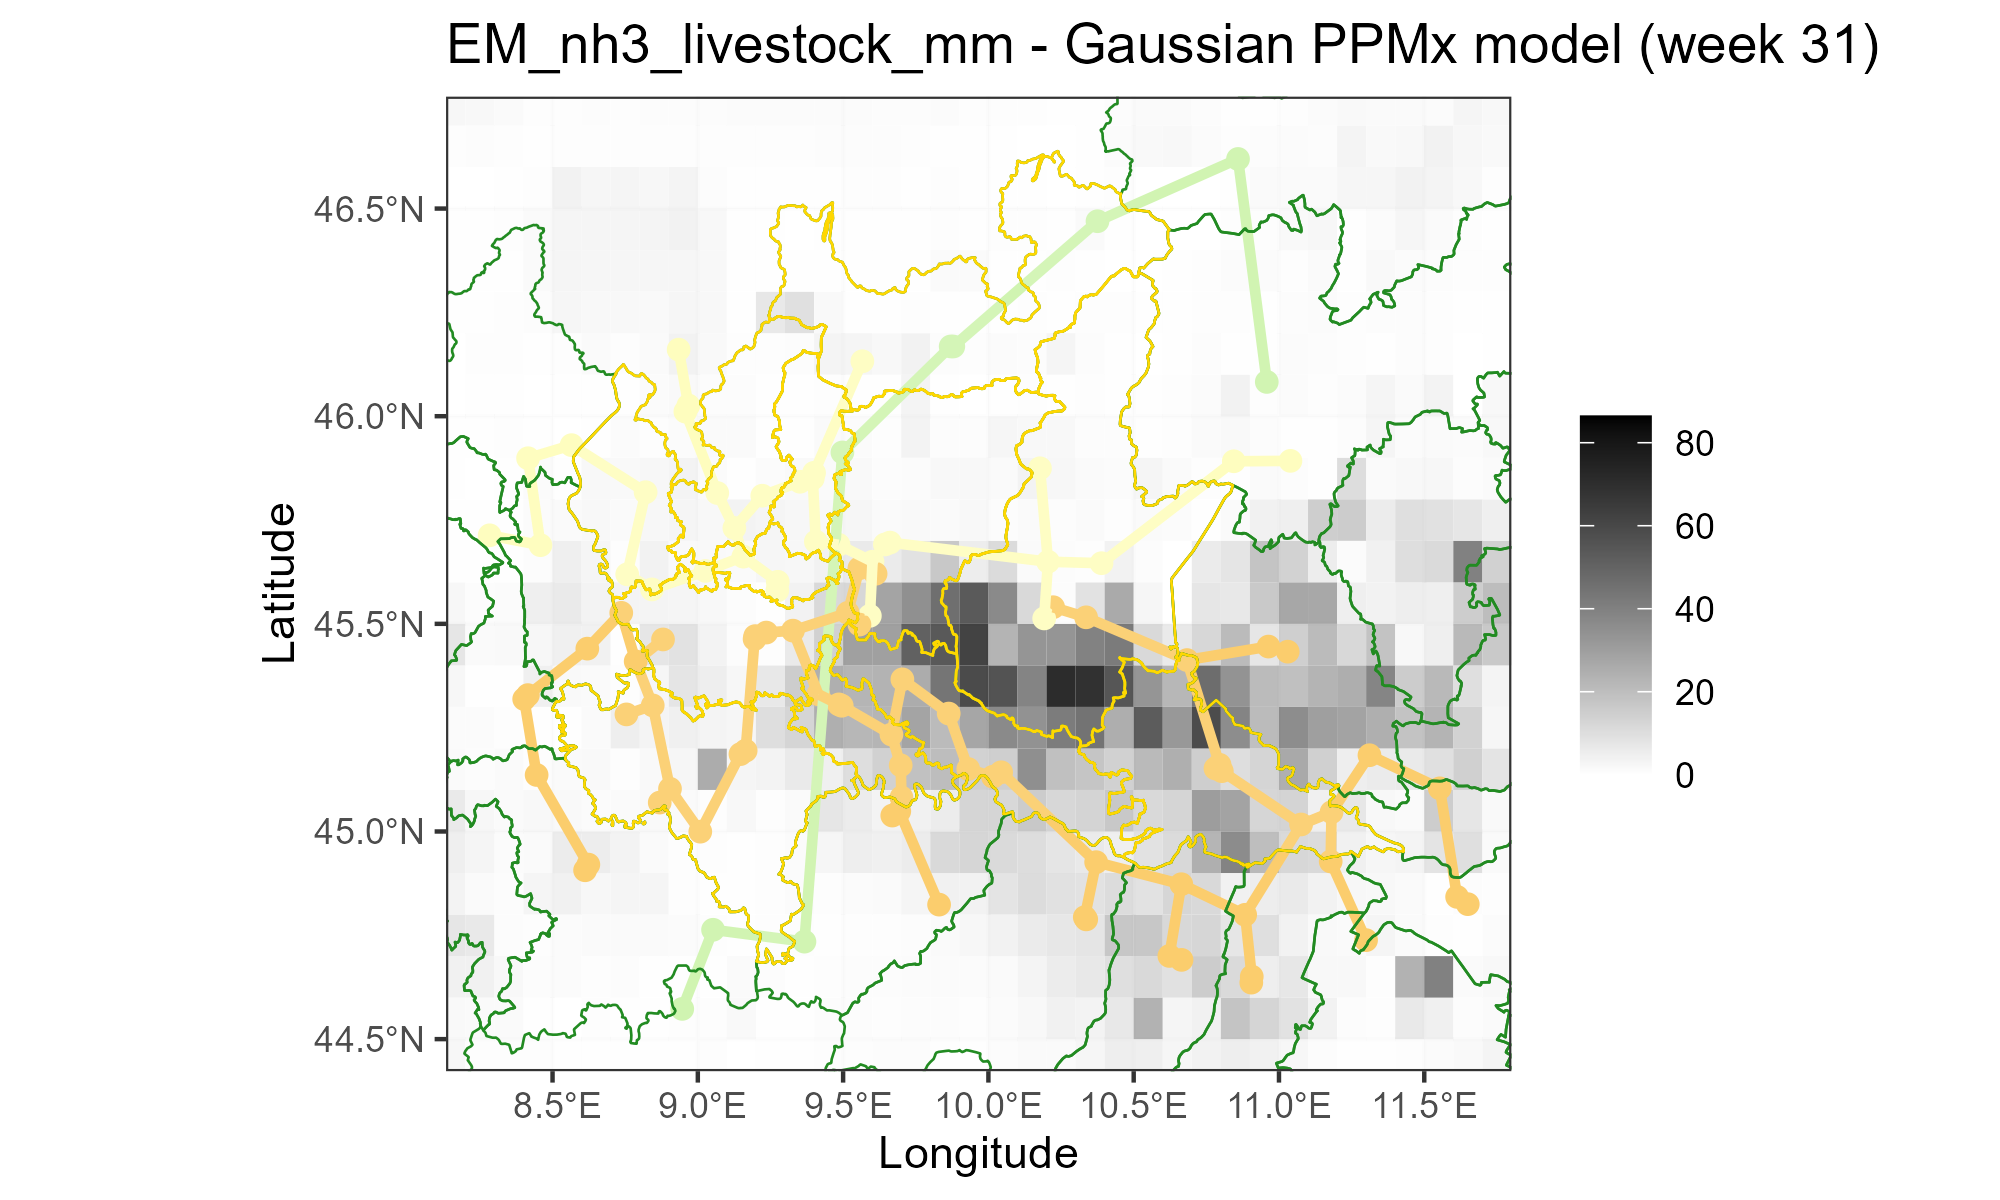 EM_nh3_livestock_mm - Gaussian PPMx model (week 31)
46.5°N
46.0°N
45.5°N
45.0°N
44.5°N
Latitude
8.5°E
9.0°E
9.5°E
10.0°E
10.5°E
11.0°E
11.5°E
Longitude
80
60
40
20
0